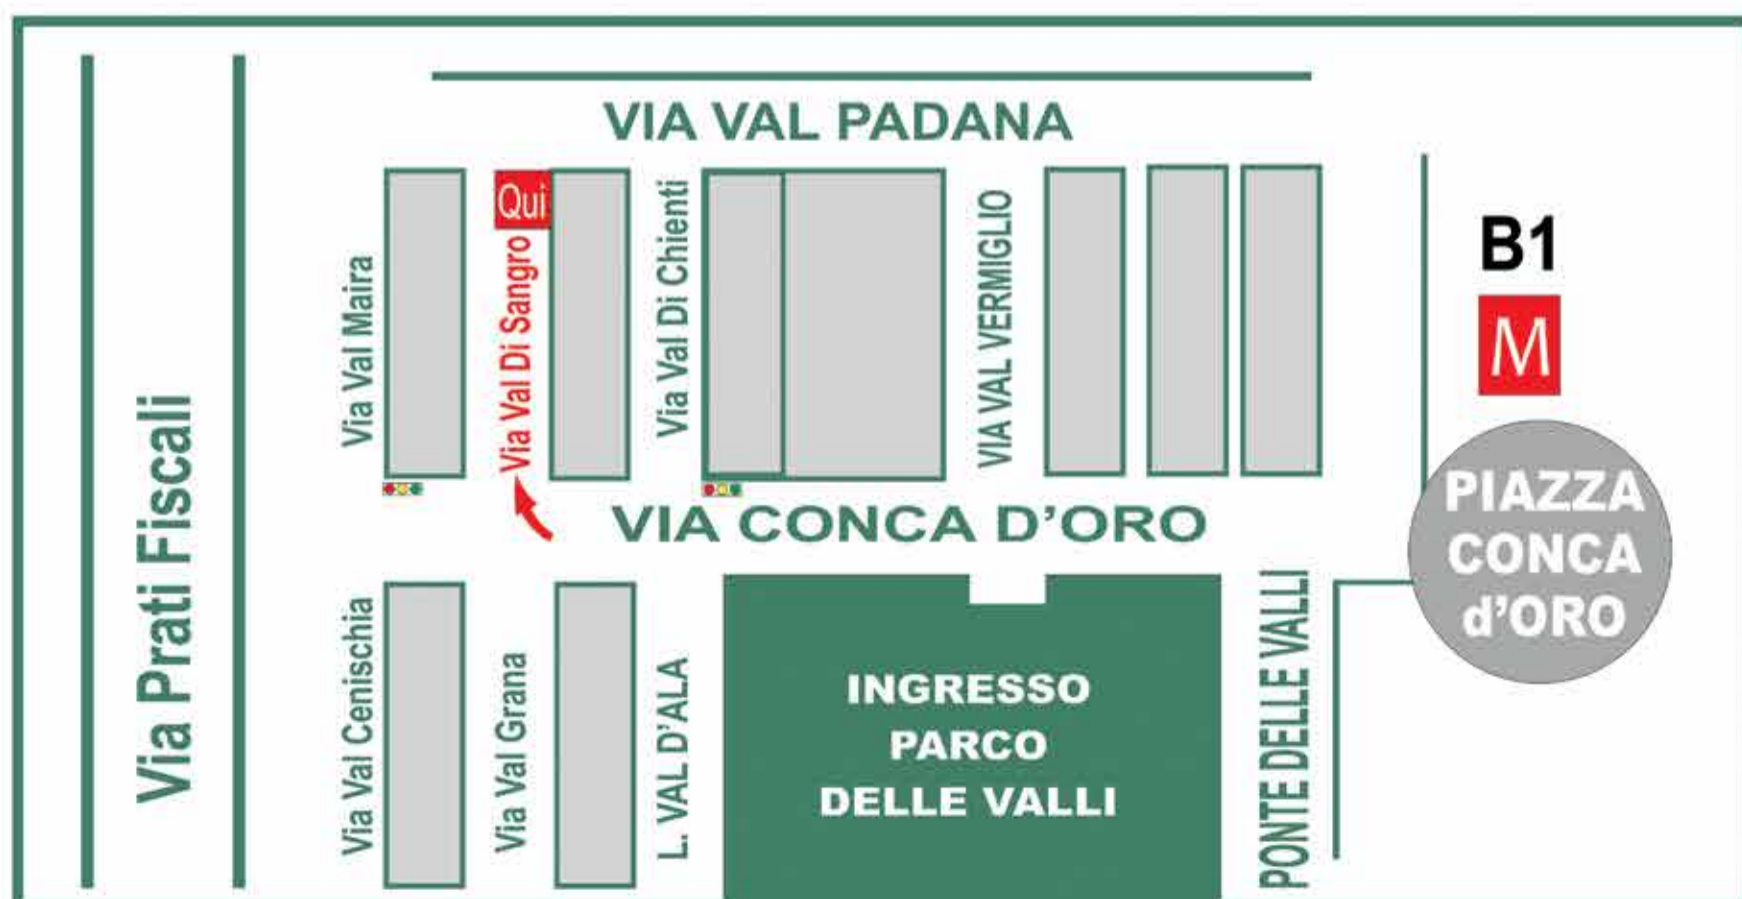 VIA VAL PADANA
Qui
Via Prati Fiscali
Via Val Maira
Via Val Di Sangro
Via Val Di Chienti
VIA VAL VERMIGLIO
B1
M
PIAZZA
CONCA
d'ORO
VIA CONCA D'ORO
Via Val Cenischia
Via Val Grana
L. VAL D'ALA
INGRESSO
PARCO
DELLE VALLI
PONTE DELLE VALLI